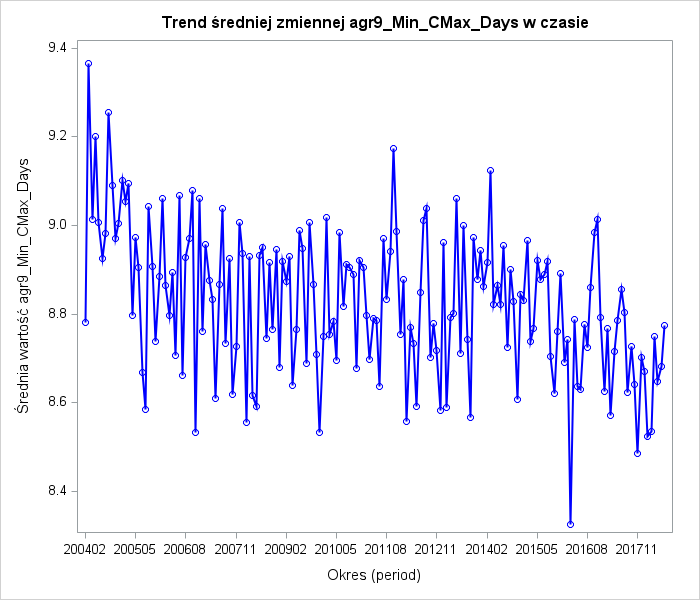 Trend średniej zmiennej agr9_Min_CMax_Days w czasie
Średnia wartość agr9_Min_CMax_Days
9.4
9.2
9.0
8.8
8.6
8.4
200402 200505 200608 200711 200902 201005 201108 201211 201402 201505 201608 201711
Okres (period)